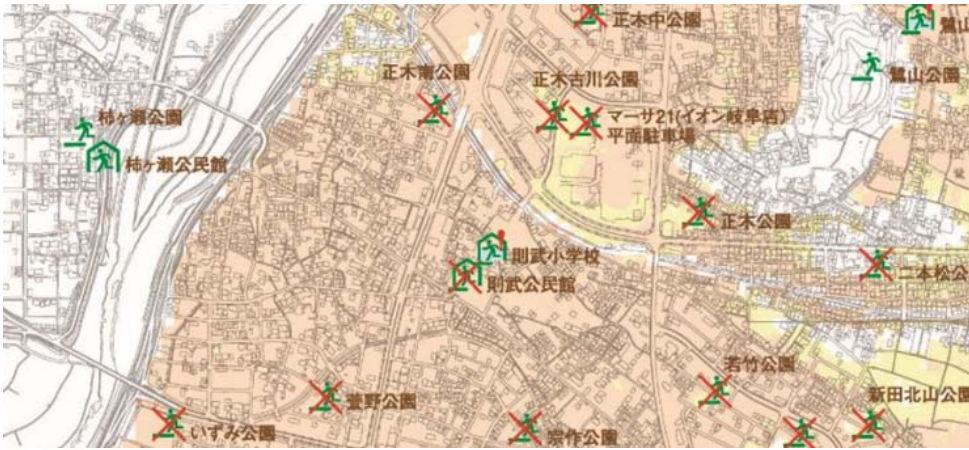 正木中公園
鷺山
正木南公園
正木古川公園
鷺山公園
柿ヶ瀬公園
マーサ21(イオン岐阜店)
平面駐車場
柿ヶ瀬公民館
正木公園
則武小学校
二本松公
則武公民館
若竹公園
萱野公園
新田北山公園
いずみ公園
宗作公園